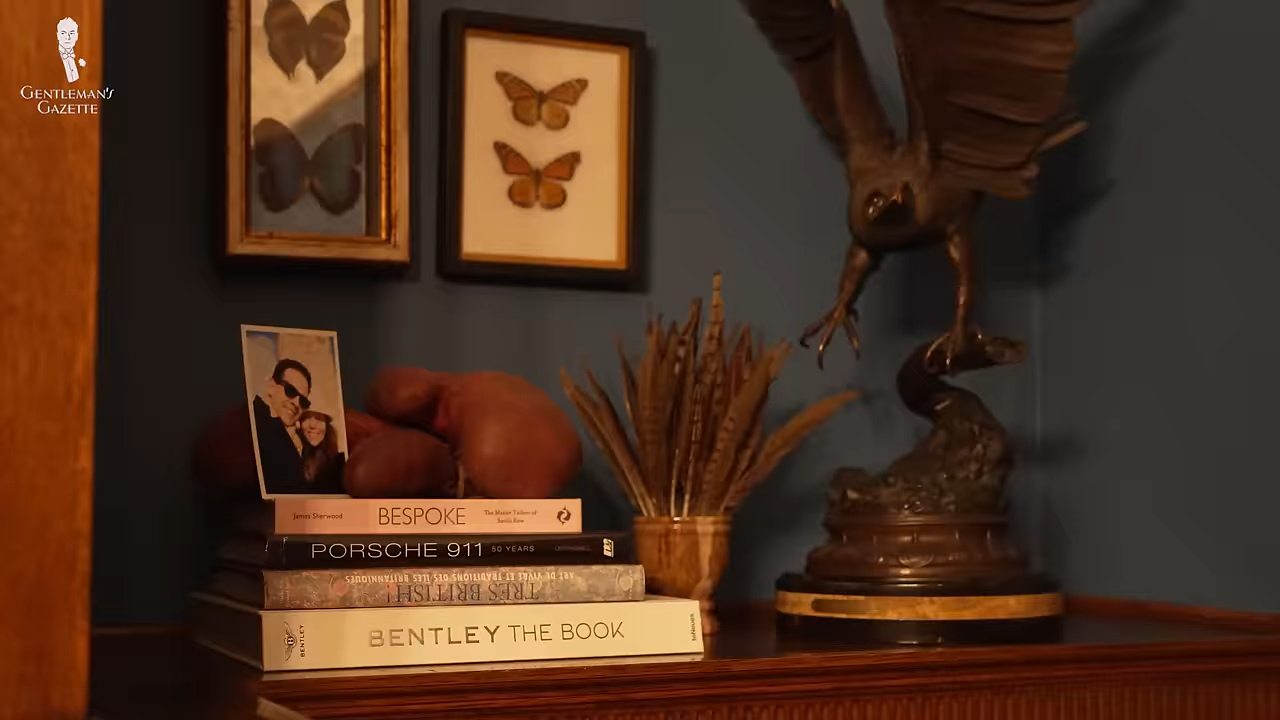 GENTLEMAN'S
GAZETTE
James Sherwood
BESPOKE
The Master Tailors of
Savile Row
PORSCHE 911
50 YEARS
ART DE VIVRE ET TRADITIONS DES ILES BRITANNIQUES
TRES BRITISH!
BENTLEY
BENTLEY THE BOOK
teNeues